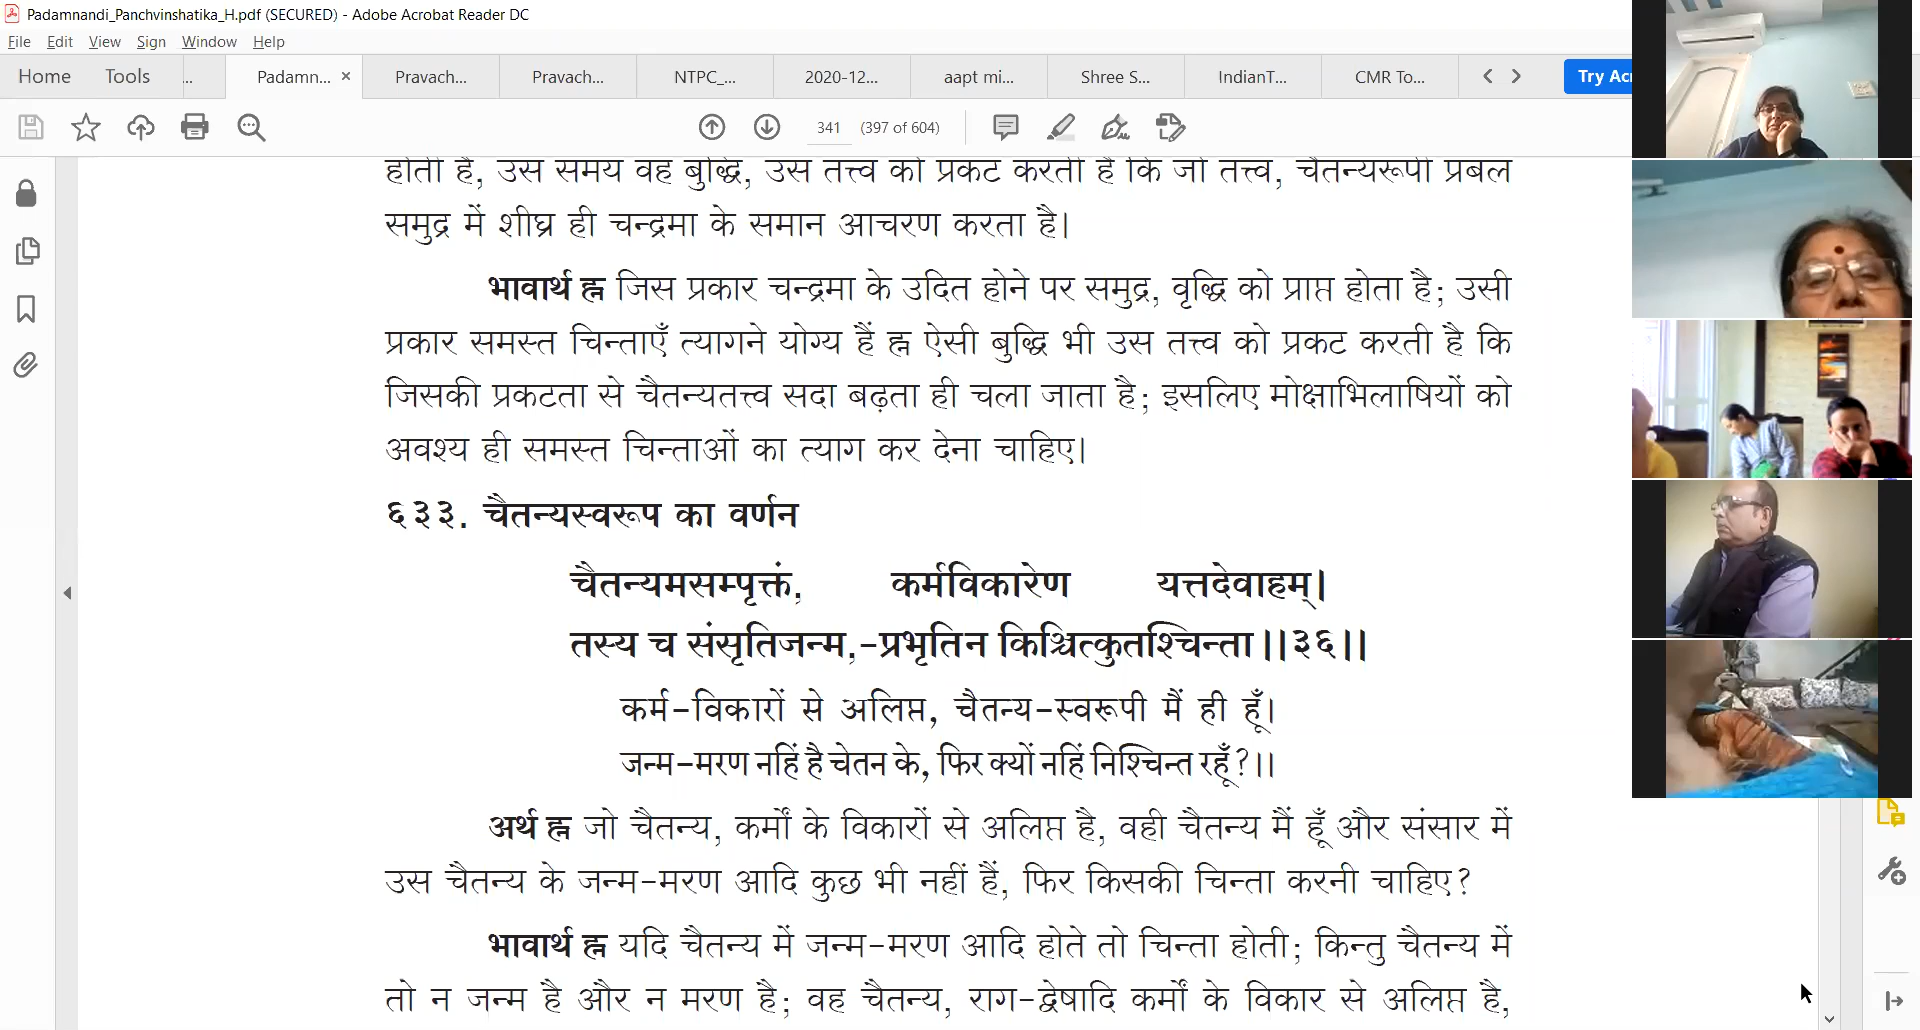 Padamnandi_Panchvinshatika_H.pdf (SECURED) - Adobe Acrobat Reader DC
File Edit View Sign Window Help
Home Tools ... Padamn... × Pravach... Pravach... NTPC_... 2020-12... aapt mi... Shree S... IndianT... CMR To... Try Acr
341 (397 of 604)
होती है, उस समय वह बुद्धि, उस तत्त्व को प्रकट करती है कि जो तत्त्व, चैतन्यरूपी प्रबल
समुद्र में शीघ्र ही चन्द्रमा के समान आचरण करता है।
भावार्थ ह्न जिस प्रकार चन्द्रमा के उदित होने पर समुद्र, वृद्धि को प्राप्त होता है; उसी
प्रकार समस्त चिन्ताएँ त्यागने योग्य हैं ह्न ऐसी बुद्धि भी उस तत्त्व को प्रकट करती है कि
जिसकी प्रकटता से चैतन्यतत्त्व सदा बढ़ता ही चला जाता है; इसलिए मोक्षाभिलाषियों को
अवश्य ही समस्त चिन्ताओं का त्याग कर देना चाहिए।
६३३. चैतन्यस्वरूप का वर्णन
चैतन्यमसम्पृक्तं, कर्मविकारेण यत्तदेवाहम्।
तस्य च संसृतिजन्म,-प्रभृतिन किञ्चित्कुतश्चिन्ता।।३६।।
कर्म-विकारों से अलिप्त, चैतन्य-स्वरूपी मैं ही हूँ।
जन्म-मरण नहिं है चेतन के, फिर क्यों नहिं निश्चिन्त रहूँ?।।
अर्थ ह्न जो चैतन्य, कर्मों के विकारों से अलिप्त है, वही चैतन्य मैं हूँ और संसार में
उस चैतन्य के जन्म-मरण आदि कुछ भी नहीं हैं, फिर किसकी चिन्ता करनी चाहिए?
भावार्थ ह्न यदि चैतन्य में जन्म-मरण आदि होते तो चिन्ता होती; किन्तु चैतन्य में
तो न जन्म है और न मरण है; वह चैतन्य, राग-द्वेषादि कर्मों के विकार से अलिप्त है,